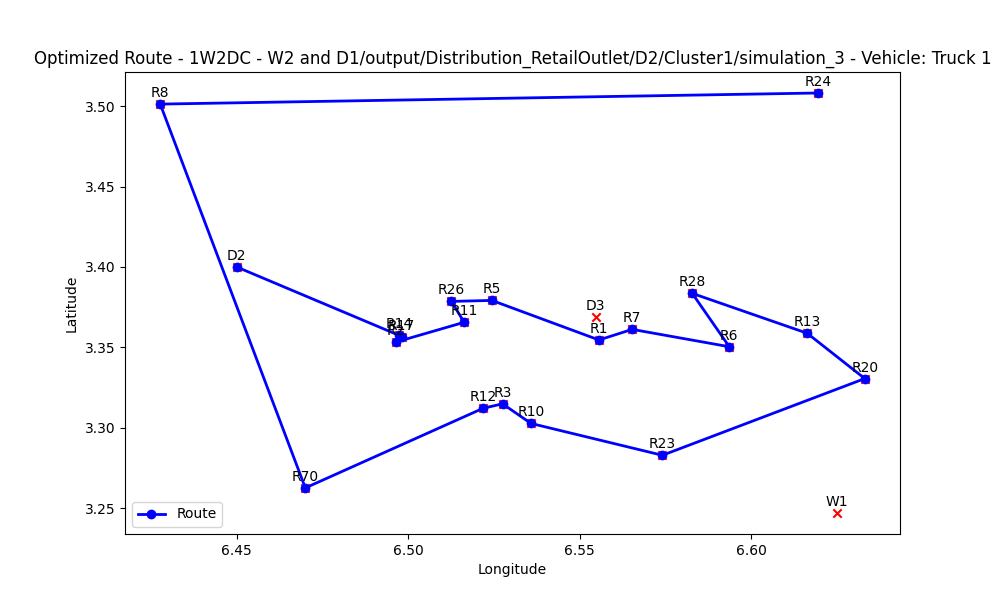 Optimized Route - 1W2DC - W2 and D1/output/Distribution_RetailOutlet/D2/Cluster1/simulation_3 - Vehicle: Truck 1
R8
R24
3.50
3.45
D2
3.40
R28
R26
R5
D3
R11
R14
R17
R1
R7
R6
R13
3.35
R20
Latitude
R12
R3
R10
3.30
R23
R70
3.25
W1
Route
6.45
6.50
6.55
6.60
Longitude